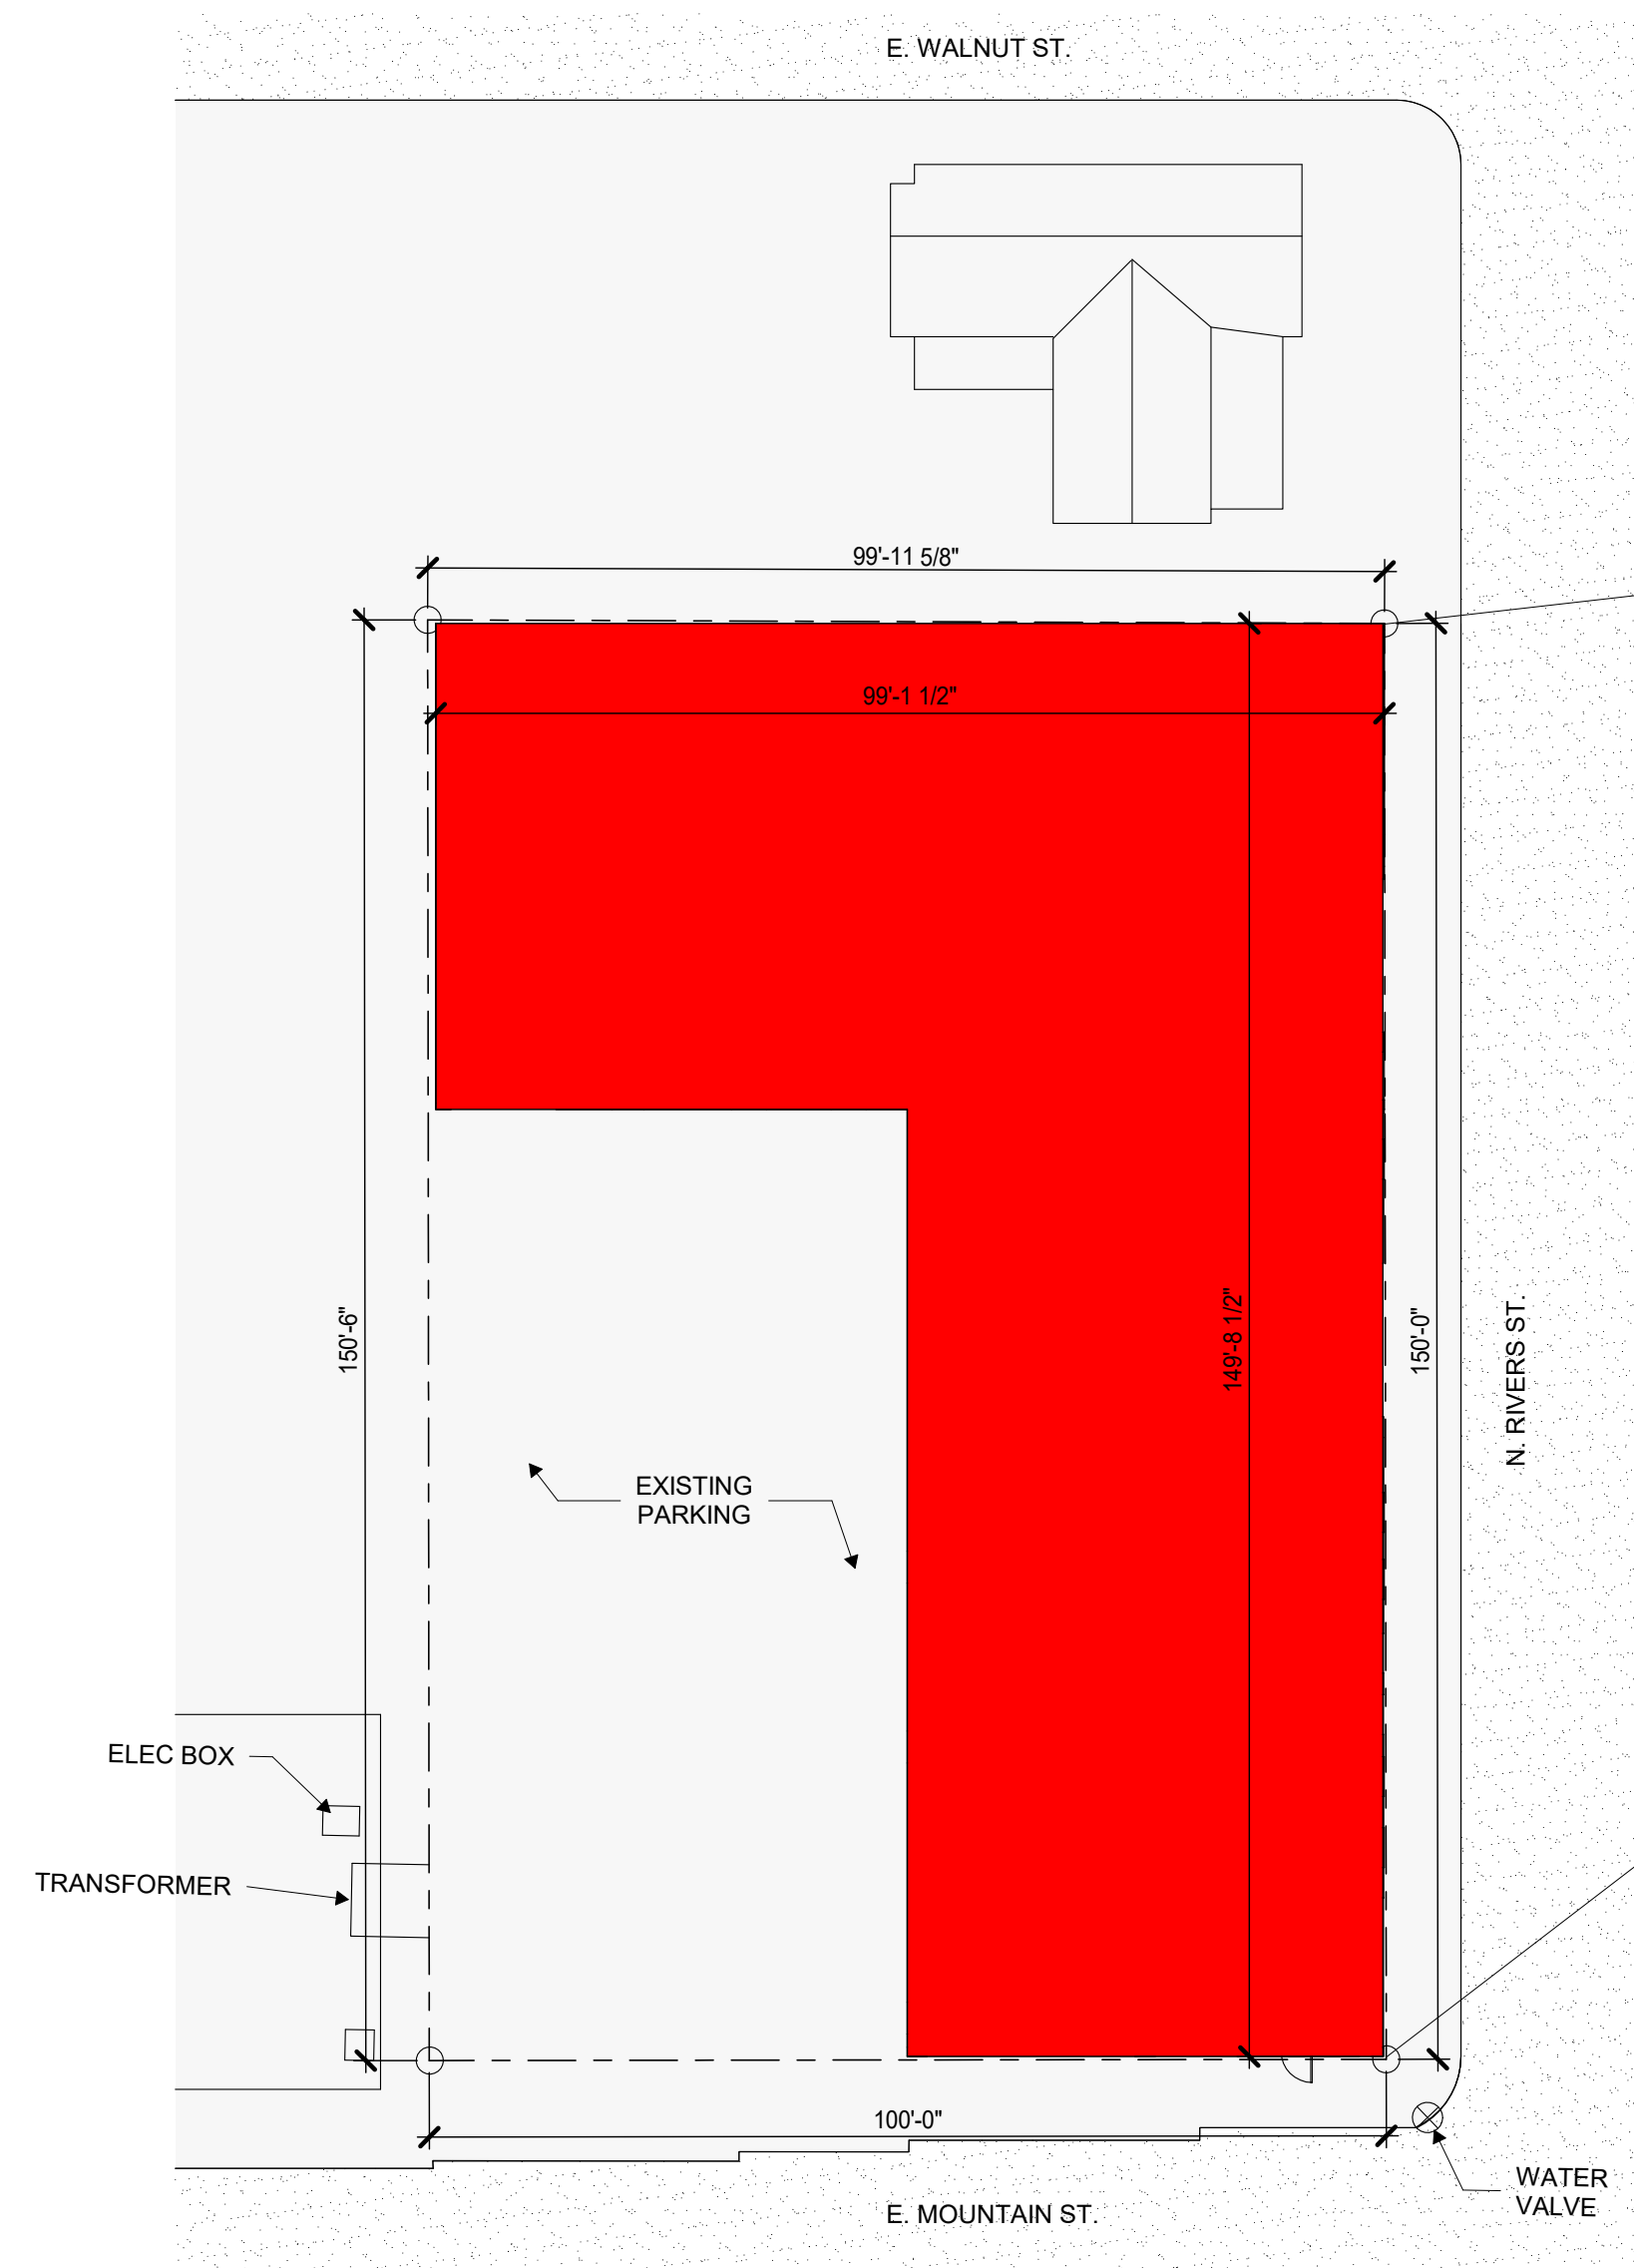 E. WALNUT ST.
99'-11 5/8"
99'-1 1/2"
150'-6"
149'-8 1/2"
150'-0"
N. RIVERS ST.
EXISTING
PARKING
ELEC BOX
TRANSFORMER
100'-0"
WATER
VALVE
E. MOUNTAIN ST.